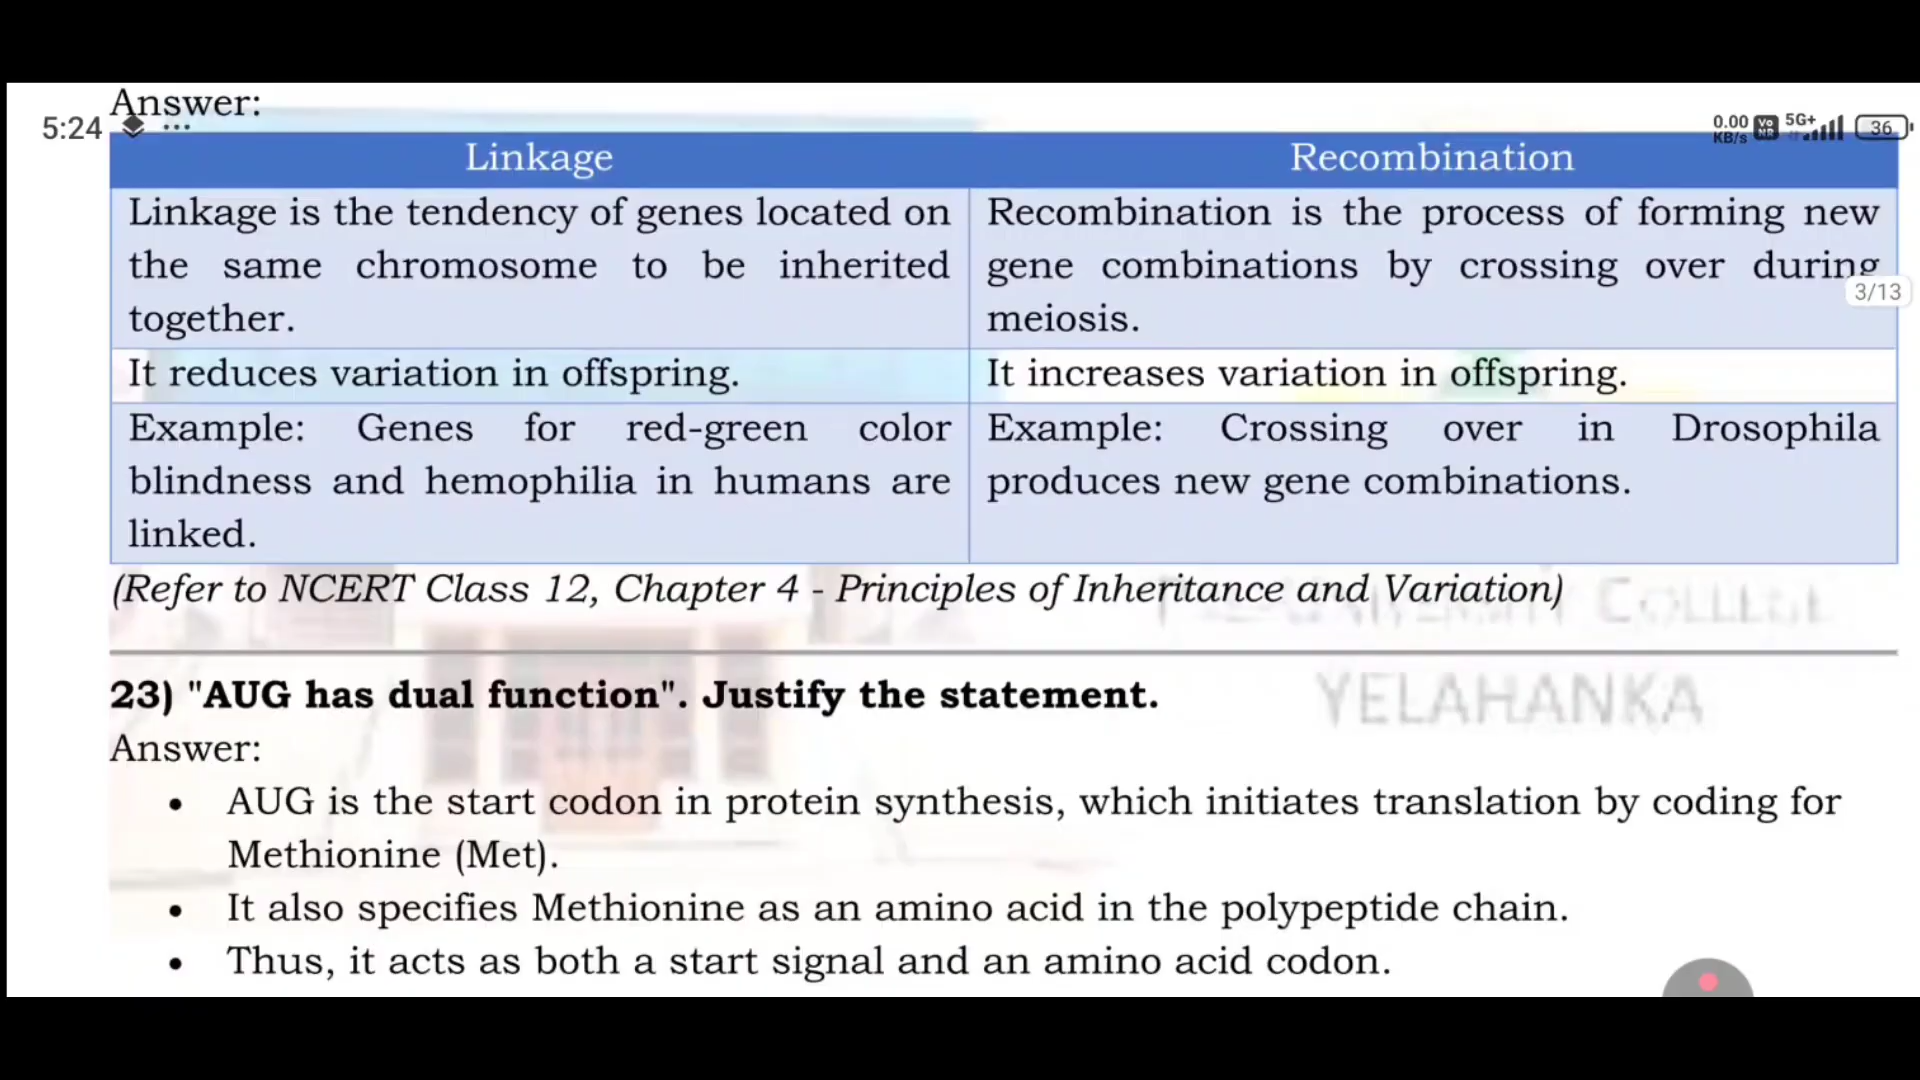 Answer:
5:24 ...
0.00 KB/s Vo NR 5G+ 36
Linkage Recombination
Linkage is the tendency of genes located on
the same chromosome to be inherited
together.
Recombination is the process of forming new
gene combinations by crossing over during
meiosis.
3/13
It reduces variation in offspring.
It increases variation in offspring.
Example: Genes for red-green color
blindness and hemophilia in humans are
linked.
Example: Crossing over in Drosophila
produces new gene combinations.
(Refer to NCERT Class 12, Chapter 4 - Principles of Inheritance and Variation)
COLLEGE
YELAHANKA
23) "AUG has dual function". Justify the statement.
Answer:
• AUG is the start codon in protein synthesis, which initiates translation by coding for
Methionine (Met).
• It also specifies Methionine as an amino acid in the polypeptide chain.
• Thus, it acts as both a start signal and an amino acid codon.